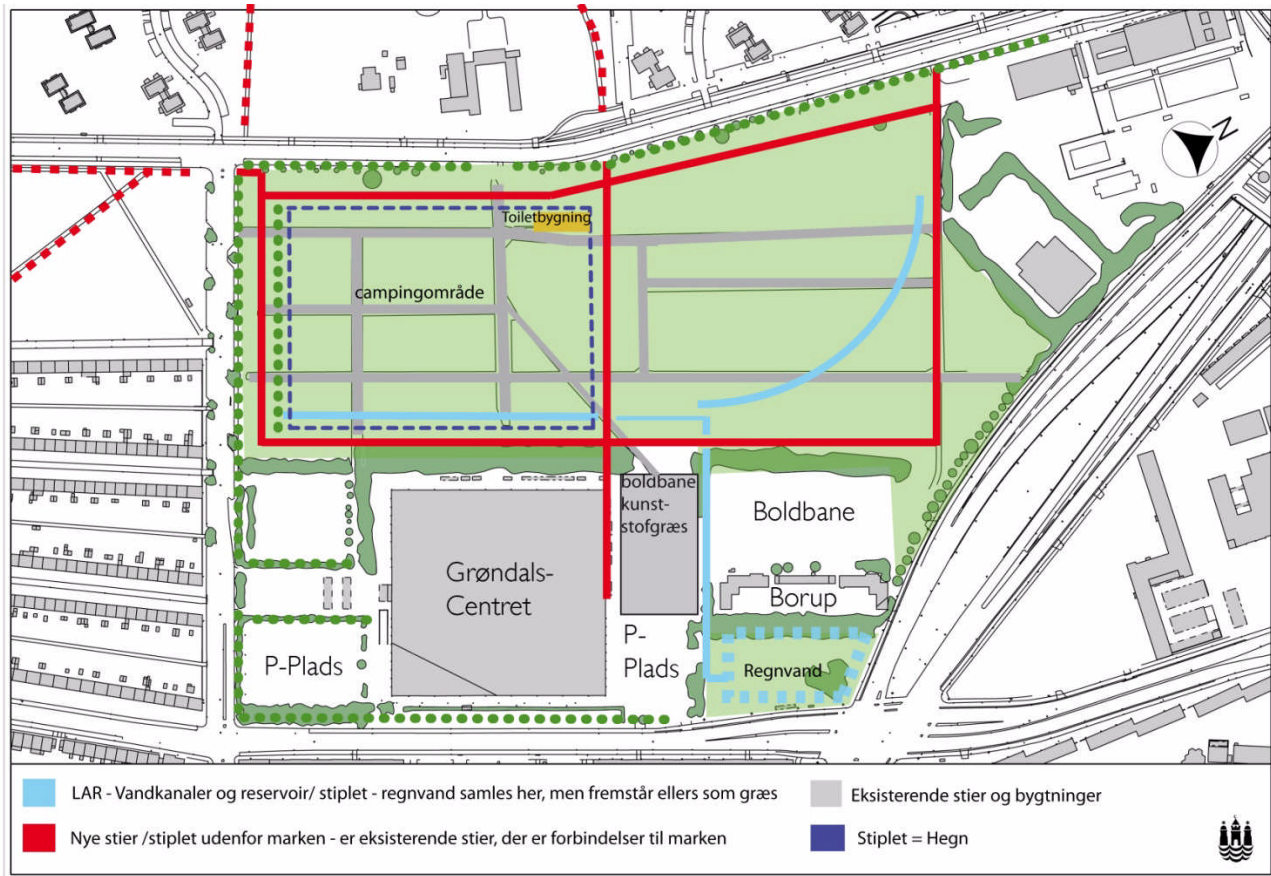 N
Toiletbygning
campingområde
boldbane
kunst-
stofgræs
Boldbane
Grøndals-
Centret
Borup
P-
Plads
P-Plads
Regnvand
LAR - Vandkanaler og reservoir/ stiplet - regnvand samles her, men fremstår ellers som græs
Eksisterende stier og bygtninger
Nye stier /stiplet udenfor marken - er eksisterende stier, der er forbindelser til marken
Stiplet = Hegn